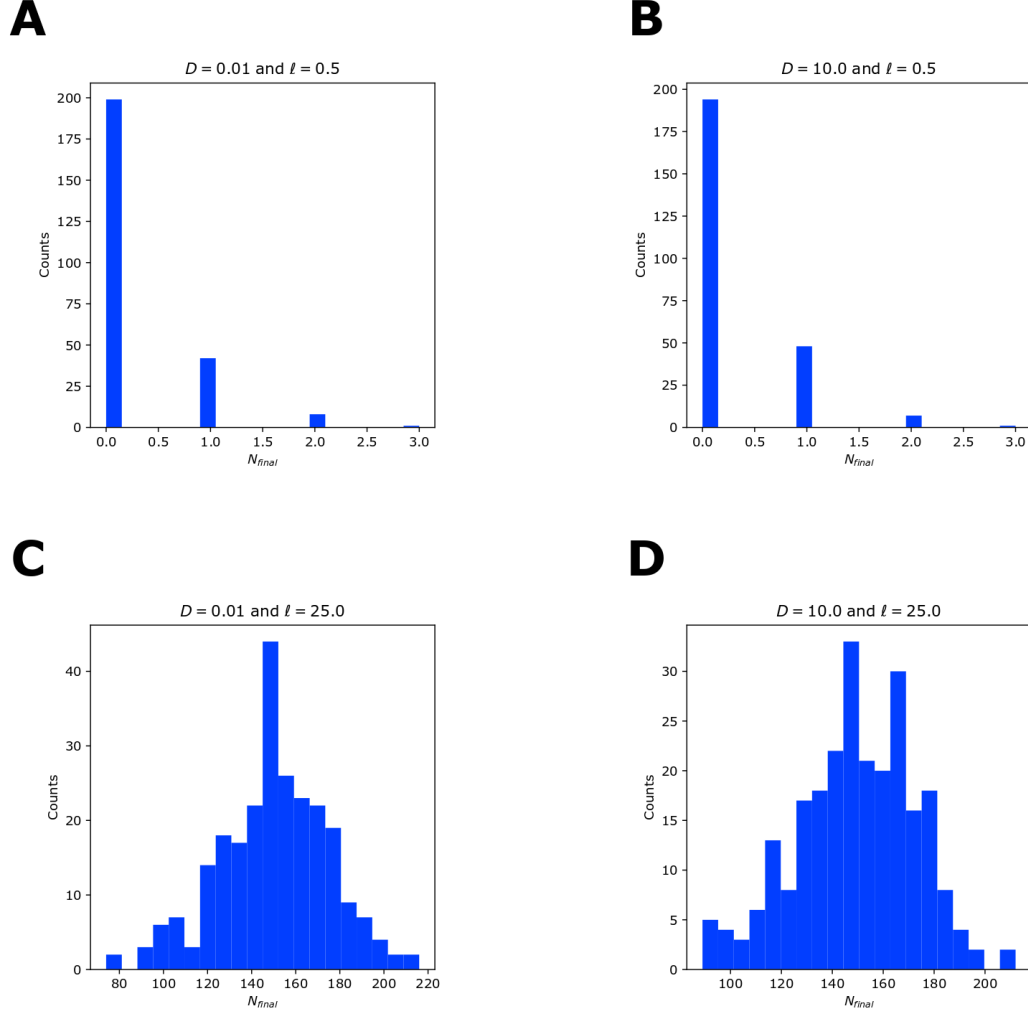 A
D = 0.01 and ℓ = 0.5
200
175
150
125
100
75
50
25
0
Counts
0.0 0.5 1.0 1.5 2.0 2.5 3.0
N_final
B
D = 10.0 and ℓ = 0.5
200
175
150
125
100
75
50
25
0
Counts
0.0 0.5 1.0 1.5 2.0 2.5 3.0
N_final
C
D = 0.01 and ℓ = 25.0
40
30
20
10
0
Counts
80 100 120 140 160 180 200 220
N_final
D
D = 10.0 and ℓ = 25.0
30
25
20
15
10
5
0
Counts
100 120 140 160 180 200
N_final